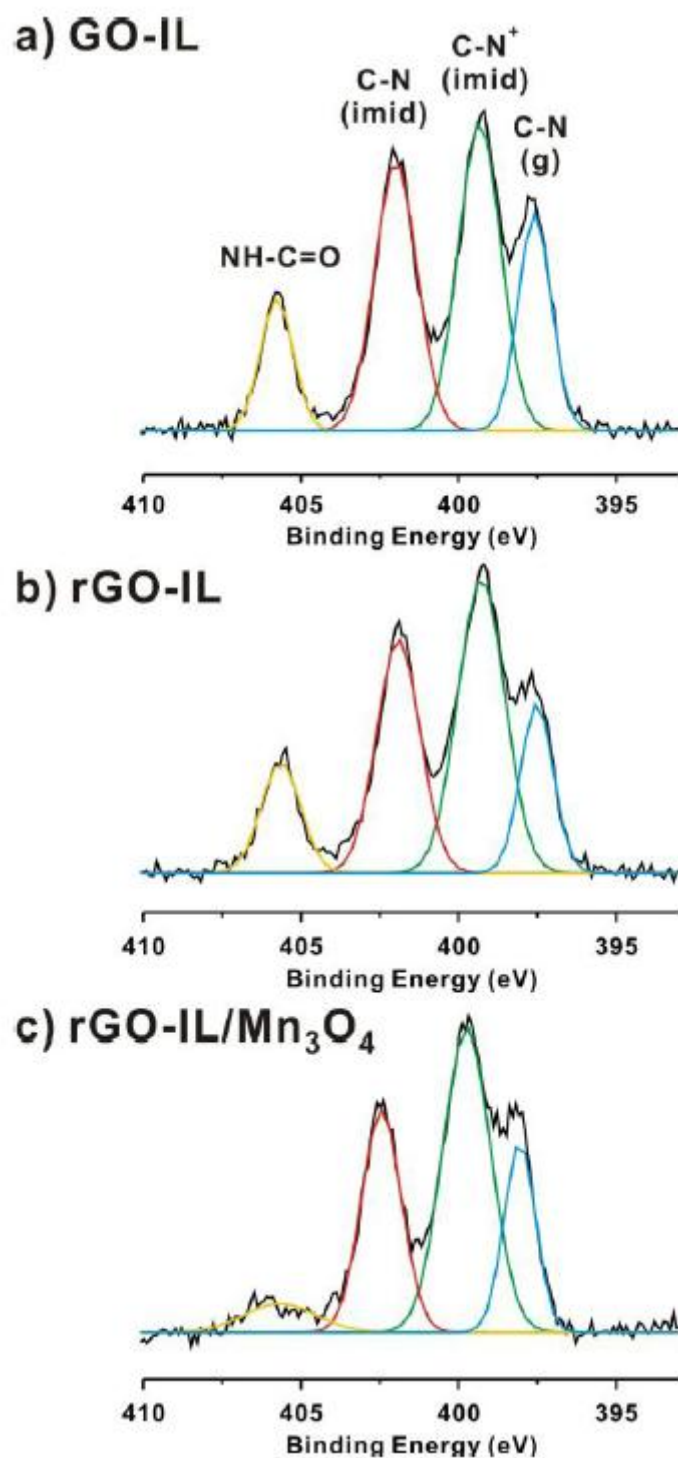 a) GO-IL
C-N
(imid)
C-N⁺
(imid)
C-N
(g)
NH-C=O
410 405 400 395
Binding Energy (eV)
b) rGO-IL
410 405 400 395
Binding Energy (eV)
c) rGO-IL/Mn₃O₄
410 405 400 395
Binding Energy (eV)